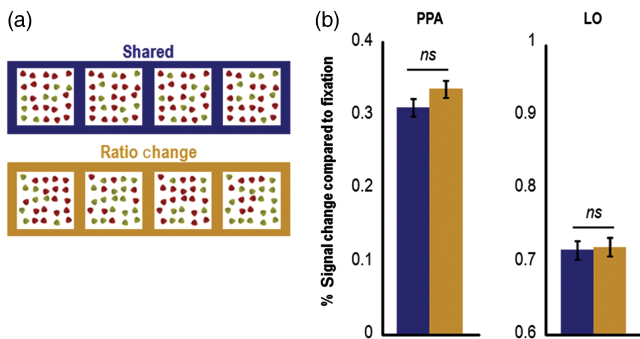 (a)
Shared
Ratio change
(b)
PPA
LO
% Signal change compared to fixation
0.4
0.3
0.2
0.1
0
ns
1
0.9
0.8
0.7
0.6
ns